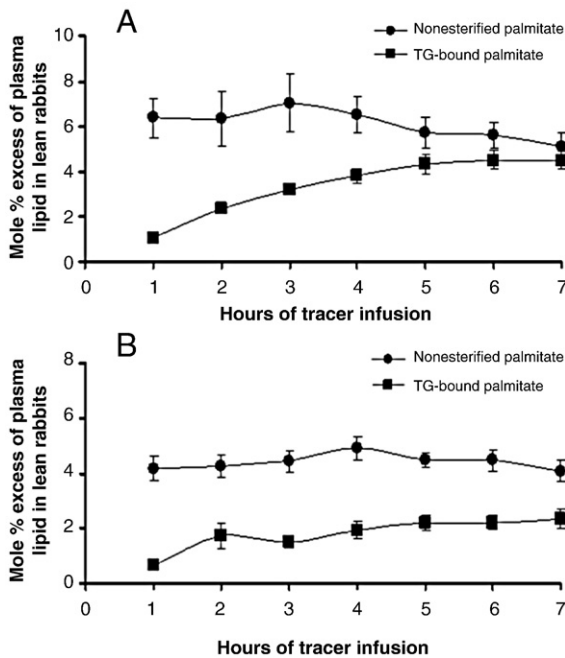 A
Nonesterified palmitate
TG-bound palmitate
Mole % excess of plasma
lipid in lean rabbits
10
8
6
4
2
0
0 1 2 3 4 5 6 7
Hours of tracer infusion
B
Nonesterified palmitate
TG-bound palmitate
Mole % excess of plasma
lipid in lean rabbits
8
6
4
2
0
0 1 2 3 4 5 6 7
Hours of tracer infusion